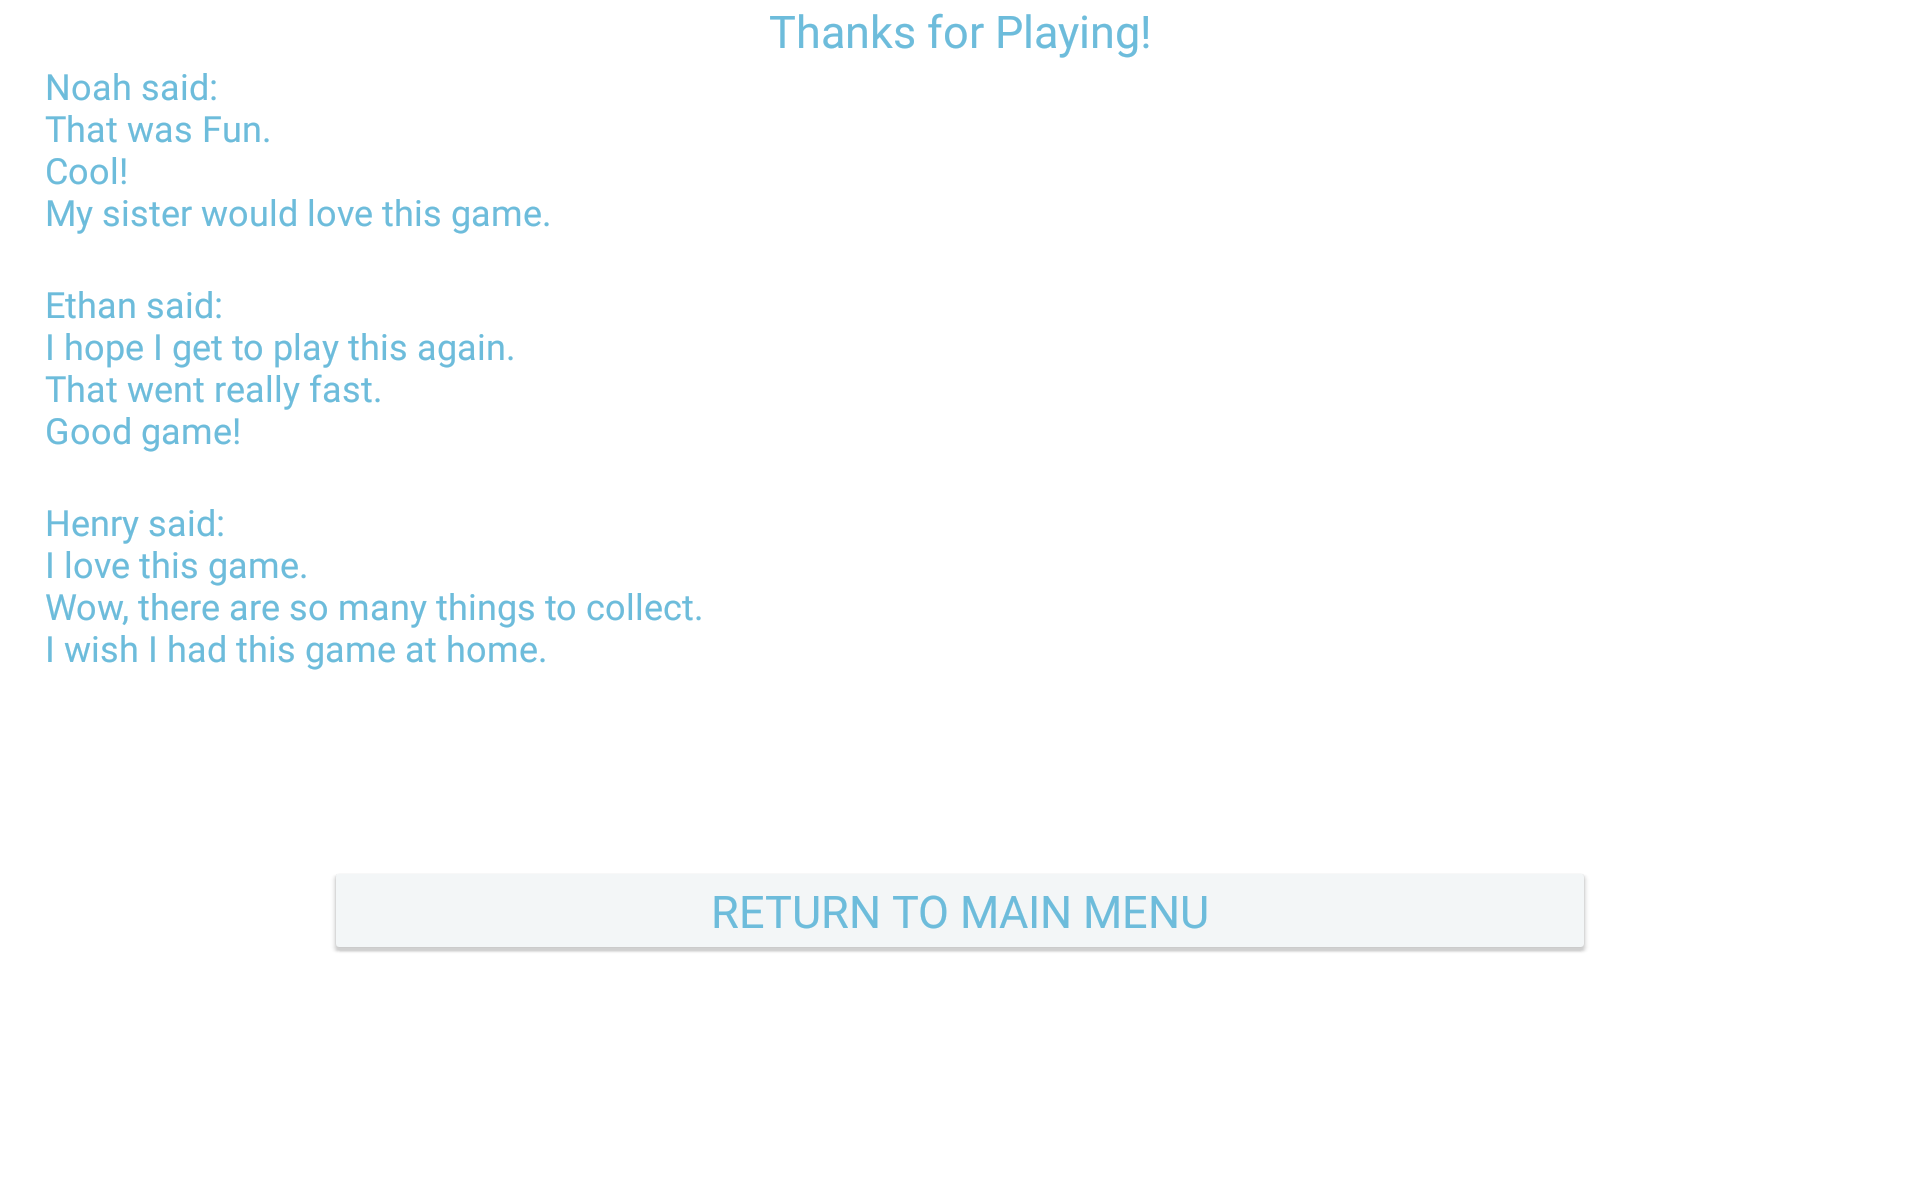 Thanks for Playing!
Noah said:
That was Fun.
Cool!
My sister would love this game.
Ethan said:
I hope I get to play this again.
That went really fast.
Good game!
Henry said:
I love this game.
Wow, there are so many things to collect.
I wish I had this game at home.
RETURN TO MAIN MENU